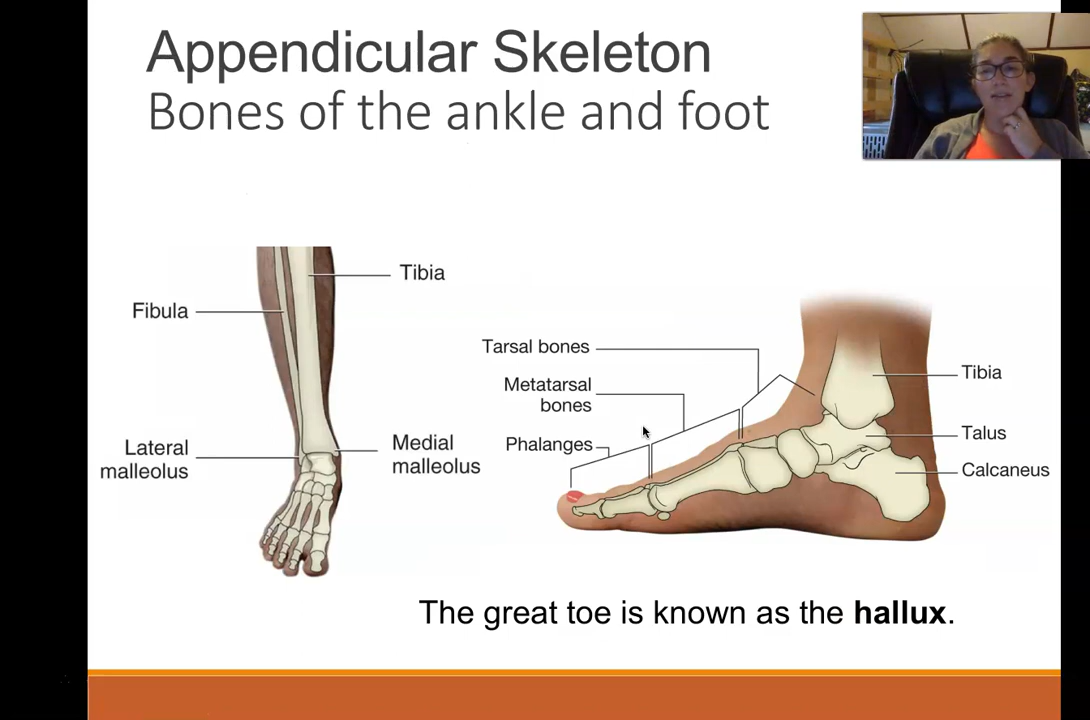 Appendicular Skeleton
Bones of the ankle and foot
Tibia
Fibula
Lateral
malleolus
Medial
malleolus
Tarsal bones
Metatarsal
bones
Phalanges
Tibia
Talus
Calcaneus
The great toe is known as the hallux.